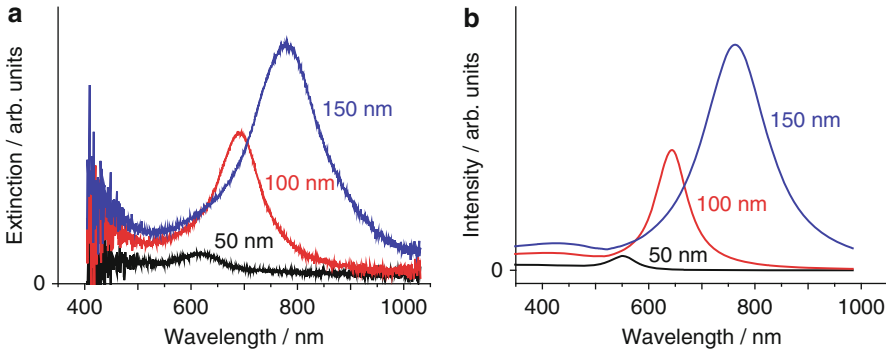 a
Extinction / arb. units
150 nm
100 nm
50 nm
0
400 600 800 1000
Wavelength / nm
b
Intensity / arb. units
150 nm
100 nm
50 nm
0
400 600 800 1000
Wavelength / nm